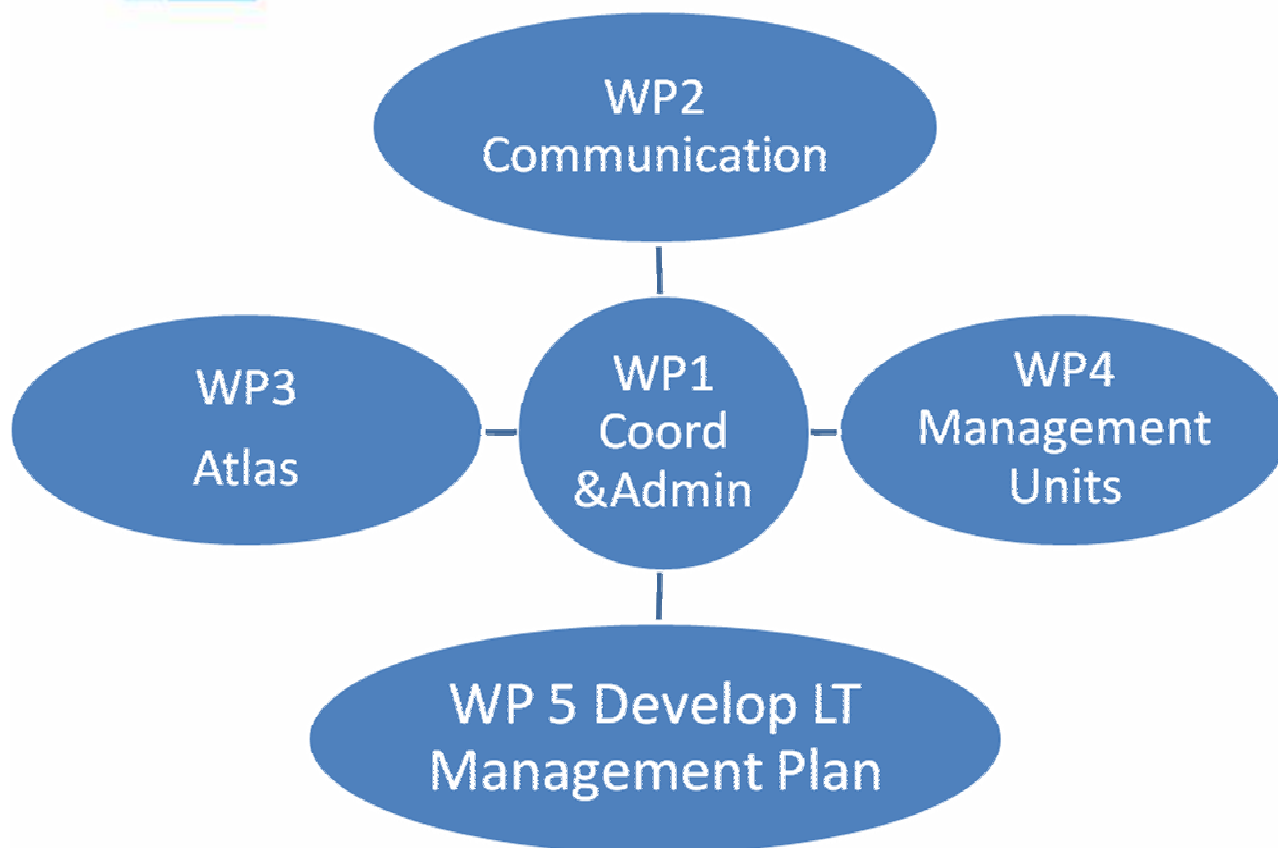 WP2
Communication
WP3
Atlas
WP1
Coord
&Admin
WP4
Management
Units
WP 5 Develop LT
Management Plan